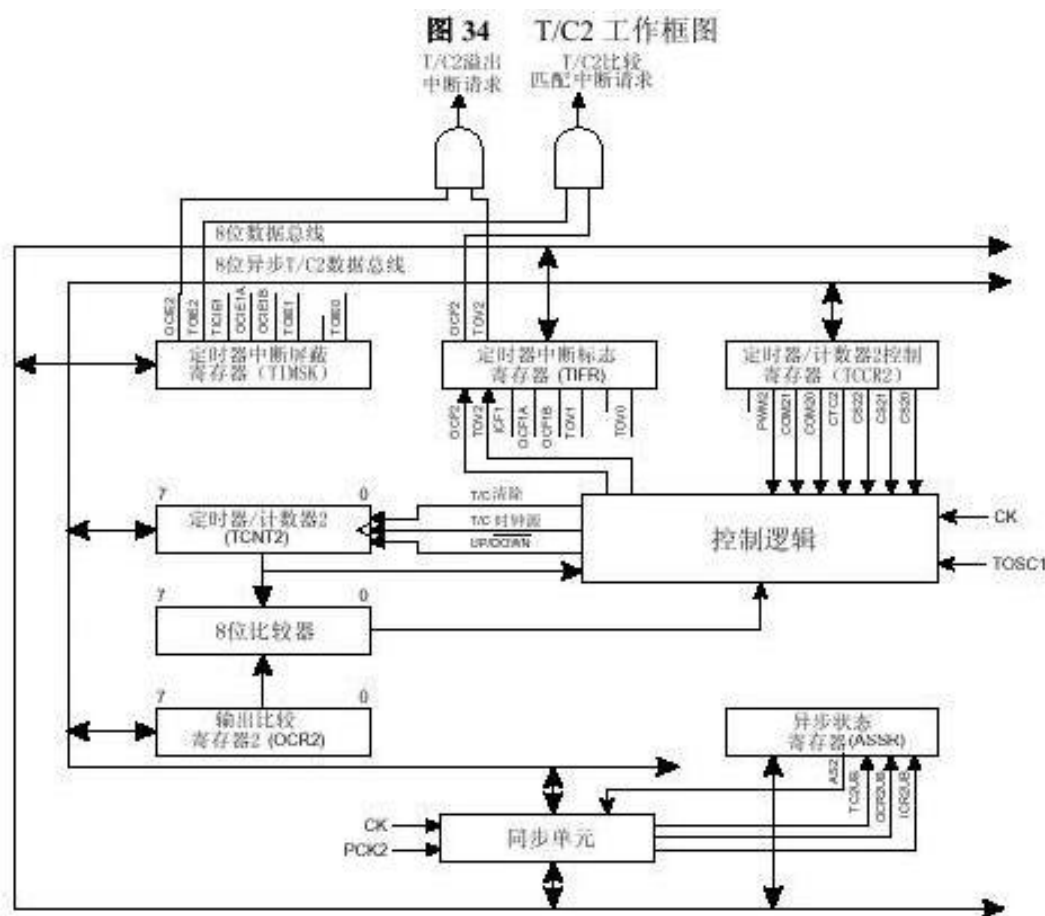 图 34 T/C2 工作框图
T/C2溢出
中断请求
T/C2比较
匹配中断请求
8位数据总线
8位异步T/C2数据总线
OCIE2
TOIE2
TICIE1
OCIE1A
OCIE1B
TOIE1
TOIE0
OCF2
TOV2
定时器中断屏蔽
寄存器（TIMSK）
定时器中断标志
寄存器(TIFR)
定时器/计数器2控制
寄存器（TCCR2）
OCF2
TOV2
ICF1
OCF1A
OCF1B
TOV1
TOV0
PWM2
COM21
COM20
CTC2
CS22
CS21
CS20
7
0
定时器/计数器2
(TCNT2)
T/C清除
T/C时钟源
UP/DOWN
控制逻辑
CK
TOSC1
7
0
8位比较器
7
0
输出比较
寄存器2 (OCR2)
异步状态
寄存器(ASSR)
AS2
TC2UB
OCR2UB
ICR2UB
CK
PCK2
同步单元